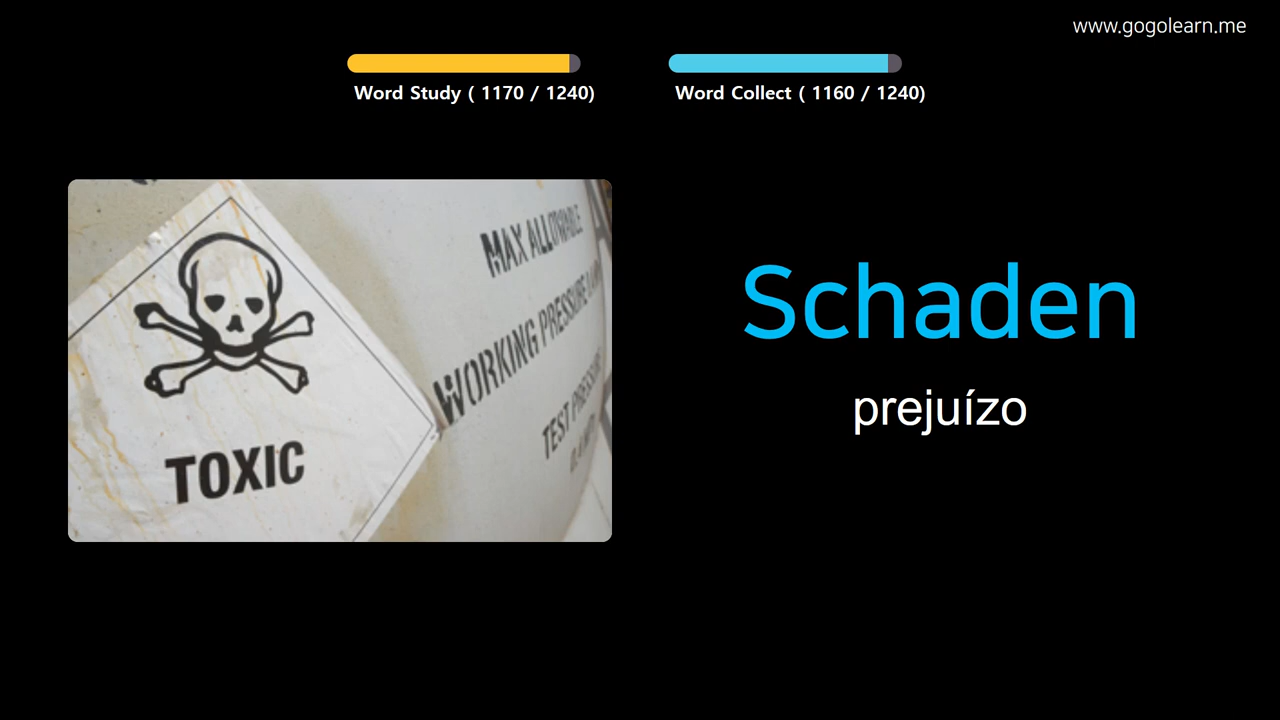 www.gogolearn.me
Word Study ( 1170 / 1240)
Word Collect ( 1160 / 1240)
MAX ALLOWABLE
WORKING PRESSURE
TEST PRESSURE
TOXIC
Schaden
prejuízo